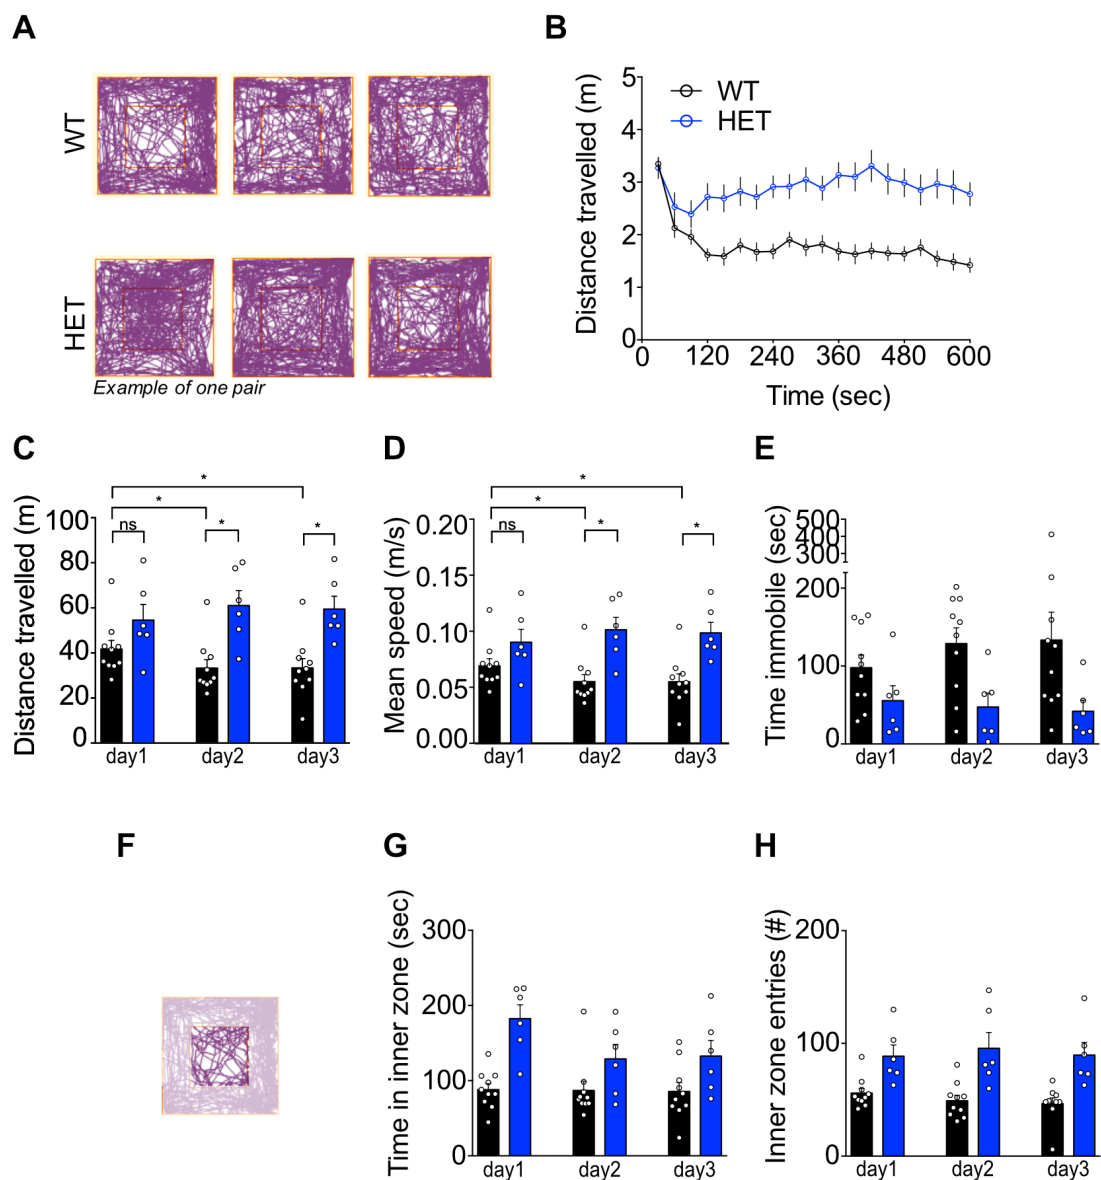 A
WT
HET
Example of one pair
B
Distance travelled (m)
5
4
3
2
1
0
WT
HET
0 120 240 360 480 600
Time (sec)
C
Distance travelled (m)
100
80
60
40
20
0
*
*
ns
*
*
day1 day2 day3
D
Mean speed (m/s)
0.20
0.15
0.10
0.05
0.00
*
*
ns
*
*
day1 day2 day3
E
Time immobile (sec)
500
400
300
200
100
0
day1 day2 day3
F
G
Time in inner zone (sec)
300
200
100
0
day1 day2 day3
H
Inner zone entries (#)
200
100
0
day1 day2 day3